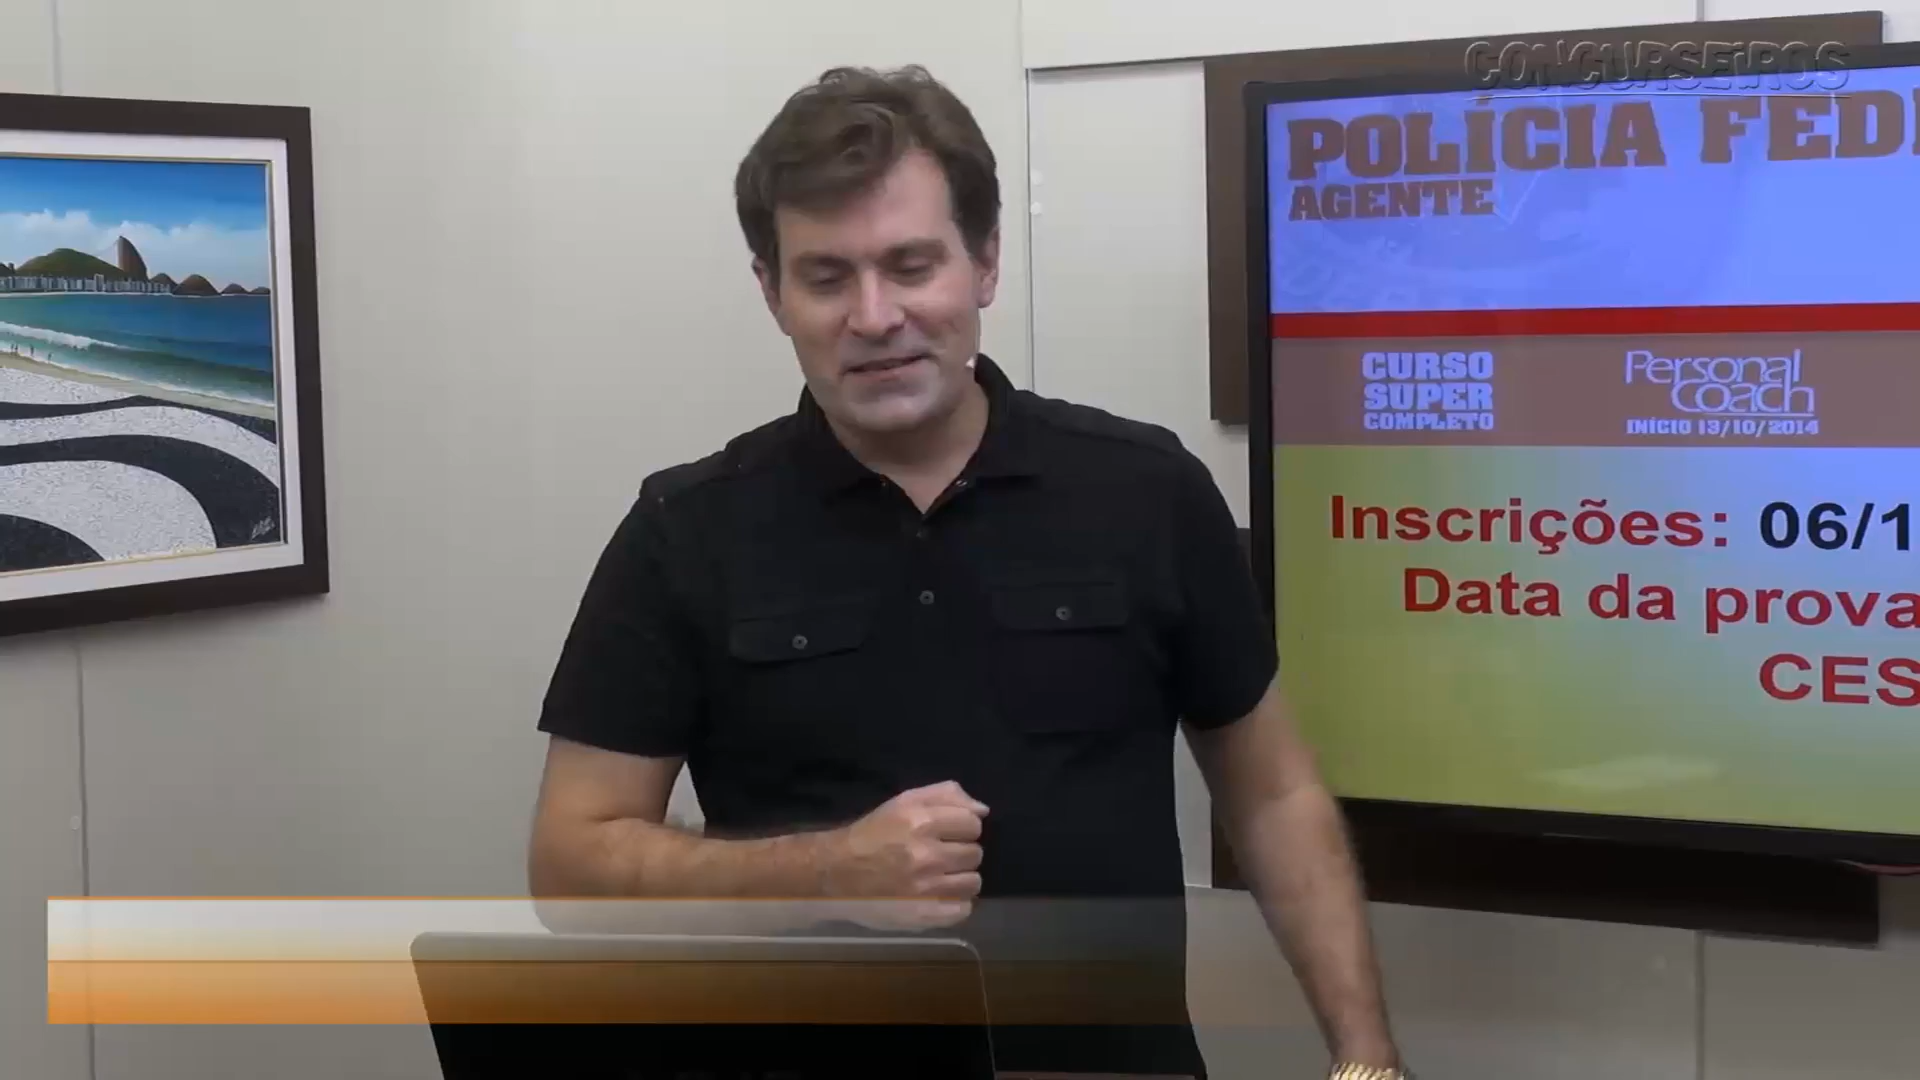 CONCURSEIROS
POLÍCIA FED
AGENTE
CURSO
SUPER
COMPLETO
Personal
Coach
INÍCIO 13/10/2014
Inscrições: 06/1
Data da prova
CES